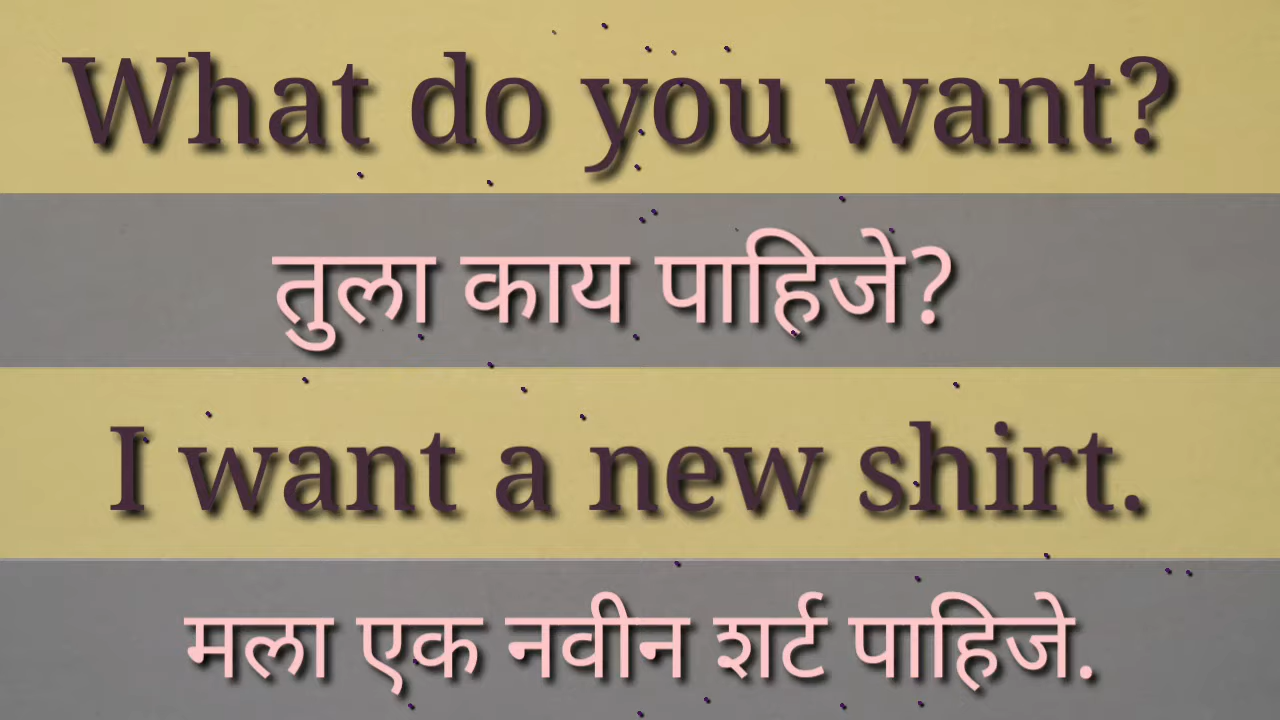 What do you want?
तुला काय पाहिजे?
I want a new shirt.
मला एक नवीन शर्ट पाहिजे.